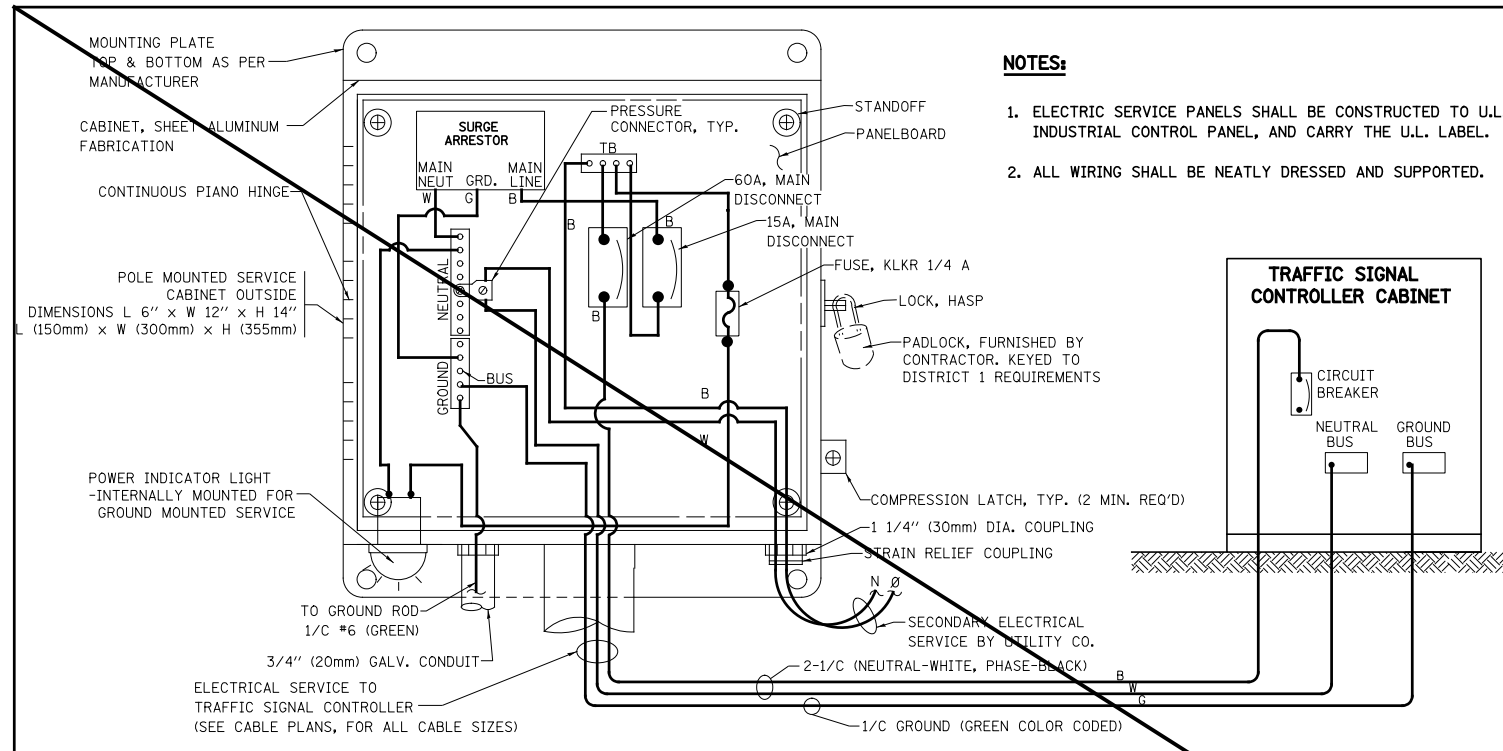 MOUNTING PLATE
TOP & BOTTOM AS PER
MANUFACTURER
CABINET, SHEET ALUMINUM
FABRICATION
CONTINUOUS PIANO HINGE
POLE MOUNTED SERVICE
CABINET OUTSIDE
DIMENSIONS L 6" x W 12" x H 14"
L (150mm) x W (300mm) x H (355mm)
POWER INDICATOR LIGHT
-INTERNALLY MOUNTED FOR
GROUND MOUNTED SERVICE
TO GROUND ROD
1/C #6 (GREEN)
3/4" (20mm) GALV. CONDUIT
ELECTRICAL SERVICE TO
TRAFFIC SIGNAL CONTROLLER
(SEE CABLE PLANS, FOR ALL CABLE SIZES)
SURGE
ARRESTOR
MAIN
NEUT
GRD.
MAIN
LINE
W
G
B
NEUTRAL
GROUND
BUS
PRESSURE
CONNECTOR, TYP.
TB
B
B
B
B
W
STANDOFF
PANELBOARD
60A, MAIN
DISCONNECT
15A, MAIN
DISCONNECT
FUSE, KLKR 1/4 A
LOCK, HASP
PADLOCK, FURNISHED BY
CONTRACTOR. KEYED TO
DISTRICT 1 REQUIREMENTS
COMPRESSION LATCH, TYP. (2 MIN. REQ'D)
1 1/4" (30mm) DIA. COUPLING
STRAIN RELIEF COUPLING
N Ø
SECONDARY ELECTRICAL
SERVICE BY UTILITY CO.
2-1/C (NEUTRAL-WHITE, PHASE-BLACK)
B
W
G
1/C GROUND (GREEN COLOR CODED)
NOTES:
1. ELECTRIC SERVICE PANELS SHALL BE CONSTRUCTED TO U.L
INDUSTRIAL CONTROL PANEL, AND CARRY THE U.L. LABEL.
2. ALL WIRING SHALL BE NEATLY DRESSED AND SUPPORTED.
TRAFFIC SIGNAL
CONTROLLER CABINET
CIRCUIT
BREAKER
NEUTRAL
BUS
GROUND
BUS